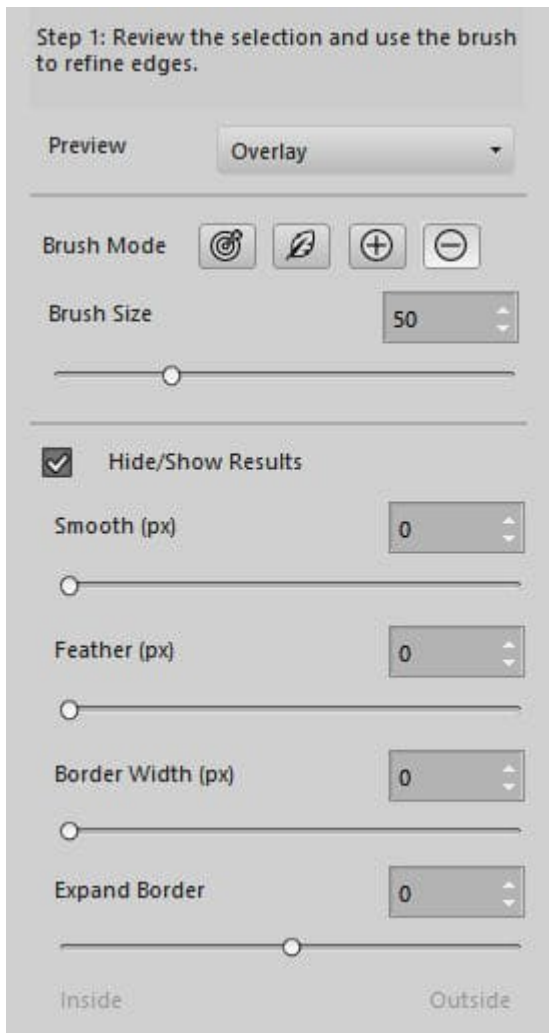 Step 1: Review the selection and use the brush
to refine edges.
Preview Overlay
Brush Mode
Brush Size 50
Hide/Show Results
Smooth (px) 0
Feather (px) 0
Border Width (px) 0
Expand Border 0
Inside Outside